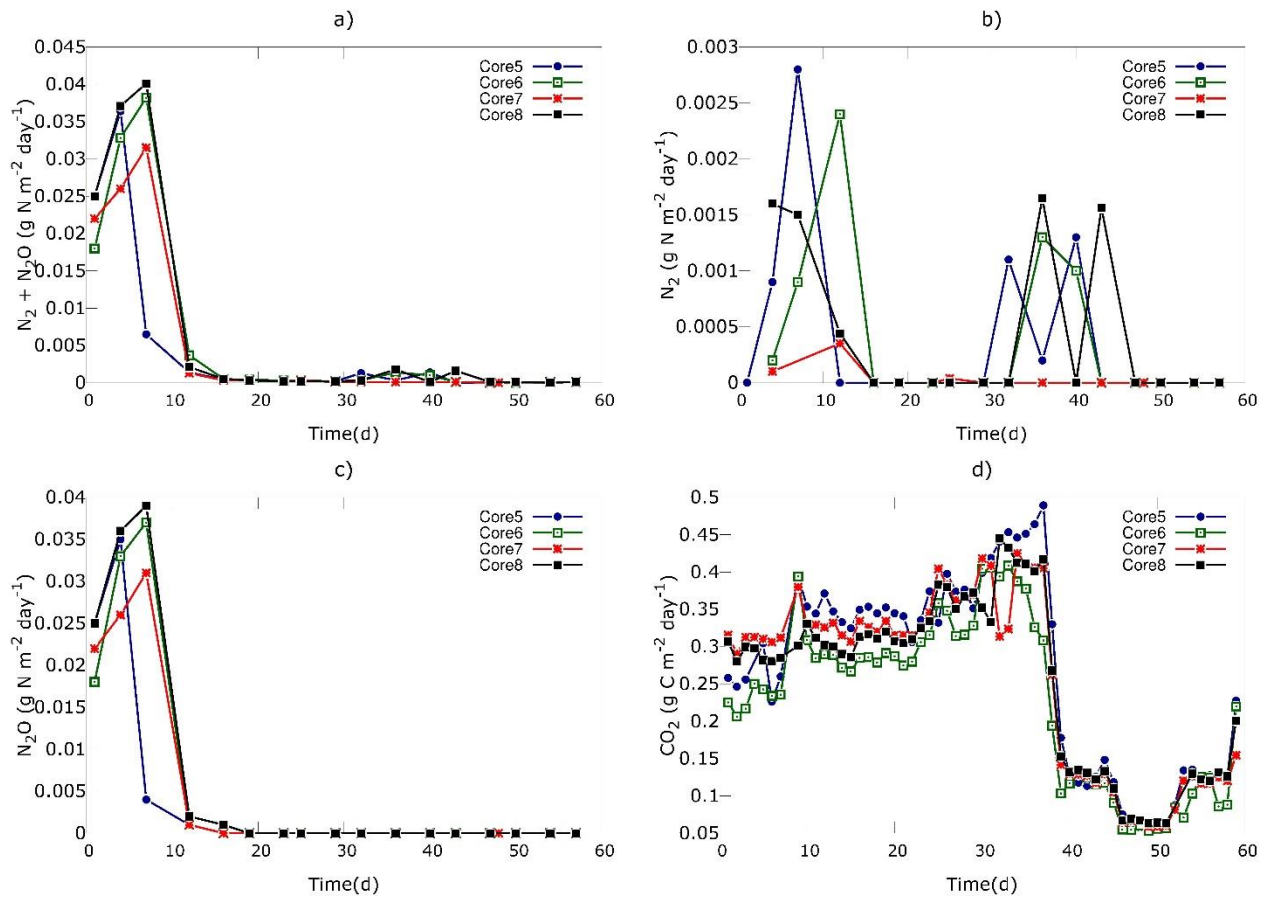 a)
N₂ + N₂O (g N m⁻² day⁻¹)
0.045
0.04
0.035
0.03
0.025
0.02
0.015
0.01
0.005
0
Core5
Core6
Core7
Core8
0 10 20 30 40 50 60
Time(d)
b)
N₂ (g N m⁻² day⁻¹)
0.003
0.0025
0.002
0.0015
0.001
0.0005
0
Core5
Core6
Core7
Core8
0 10 20 30 40 50 60
Time(d)
c)
N₂O (g N m⁻² day⁻¹)
0.04
0.035
0.03
0.025
0.02
0.015
0.01
0.005
0
Core5
Core6
Core7
Core8
0 10 20 30 40 50 60
Time(d)
d)
CO₂ (g C m⁻² day⁻¹)
0.5
0.45
0.4
0.35
0.3
0.25
0.2
0.15
0.1
0.05
Core5
Core6
Core7
Core8
0 10 20 30 40 50 60
Time(d)